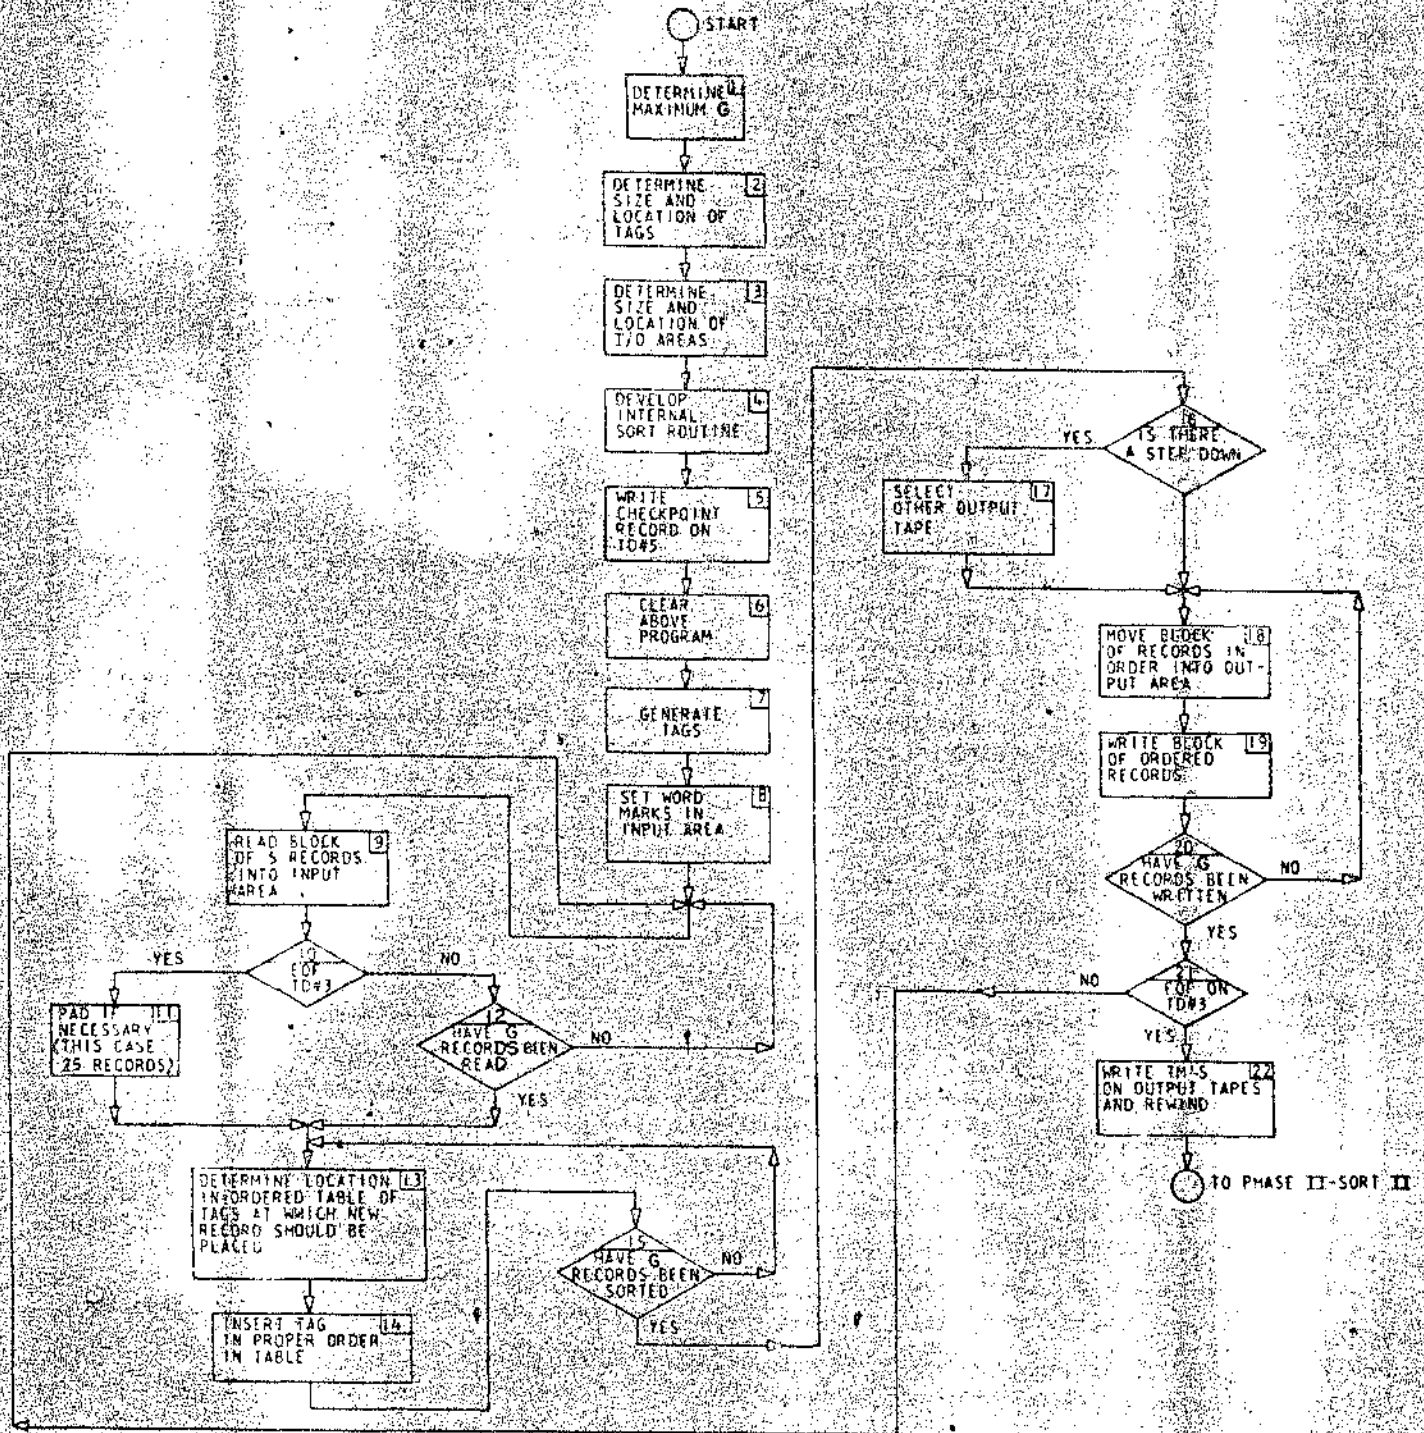 START
1
DETERMINE
MAXIMUM G
2
DETERMINE
SIZE AND
LOCATION OF
TAGS
3
DETERMINE
SIZE AND
LOCATION OF
I/O AREAS
4
DEVELOP
INTERNAL
SORT ROUTINE
5
WRITE
CHECKPOINT
RECORD ON
TD#5
6
CLEAR
ABOVE
PROGRAM
7
GENERATE
TAGS
8
SET WORD
MARKS IN
INPUT AREA
9
READ BLOCK
OF 5 RECORDS
INTO INPUT
AREA
10
EOF
TD#3
YES
NO
11
PAD IF
NECESSARY
(THIS CASE
25 RECORDS)
12
HAVE G
RECORDS BEEN
READ
NO
YES
13
DETERMINE LOCATION
IN ORDERED TABLE OF
TAGS AT WHICH NEW
RECORD SHOULD BE
PLACED
14
INSERT TAG
IN PROPER ORDER
IN TABLE
15
HAVE G
RECORDS BEEN
SORTED
NO
YES
16
IS THERE
A STEP DOWN
YES
17
SELECT
OTHER OUTPUT
TAPE
18
MOVE BLOCK
OF RECORDS IN
ORDER INTO OUT-
PUT AREA
19
WRITE BLOCK
OF ORDERED
RECORDS
20
HAVE G
RECORDS BEEN
WRITTEN
NO
YES
21
EOF ON
TD#3
NO
YES
22
WRITE TM'S
ON OUTPUT TAPES
AND REWIND
TO PHASE II-SORT II